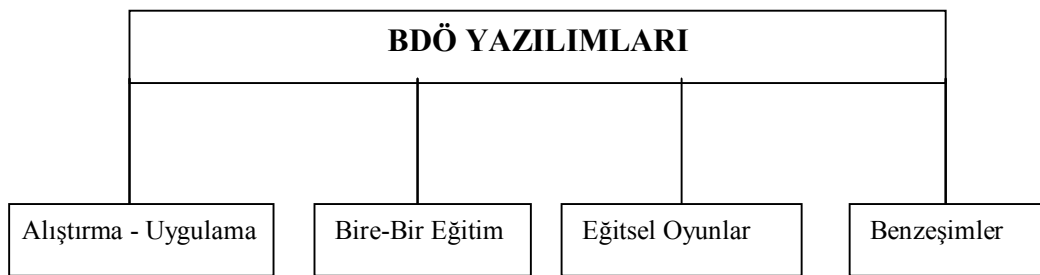 BDÖ YAZILIMLARI
Alıştırma - Uygulama
Bire-Bir Eğitim
Eğitsel Oyunlar
Benzeşimler